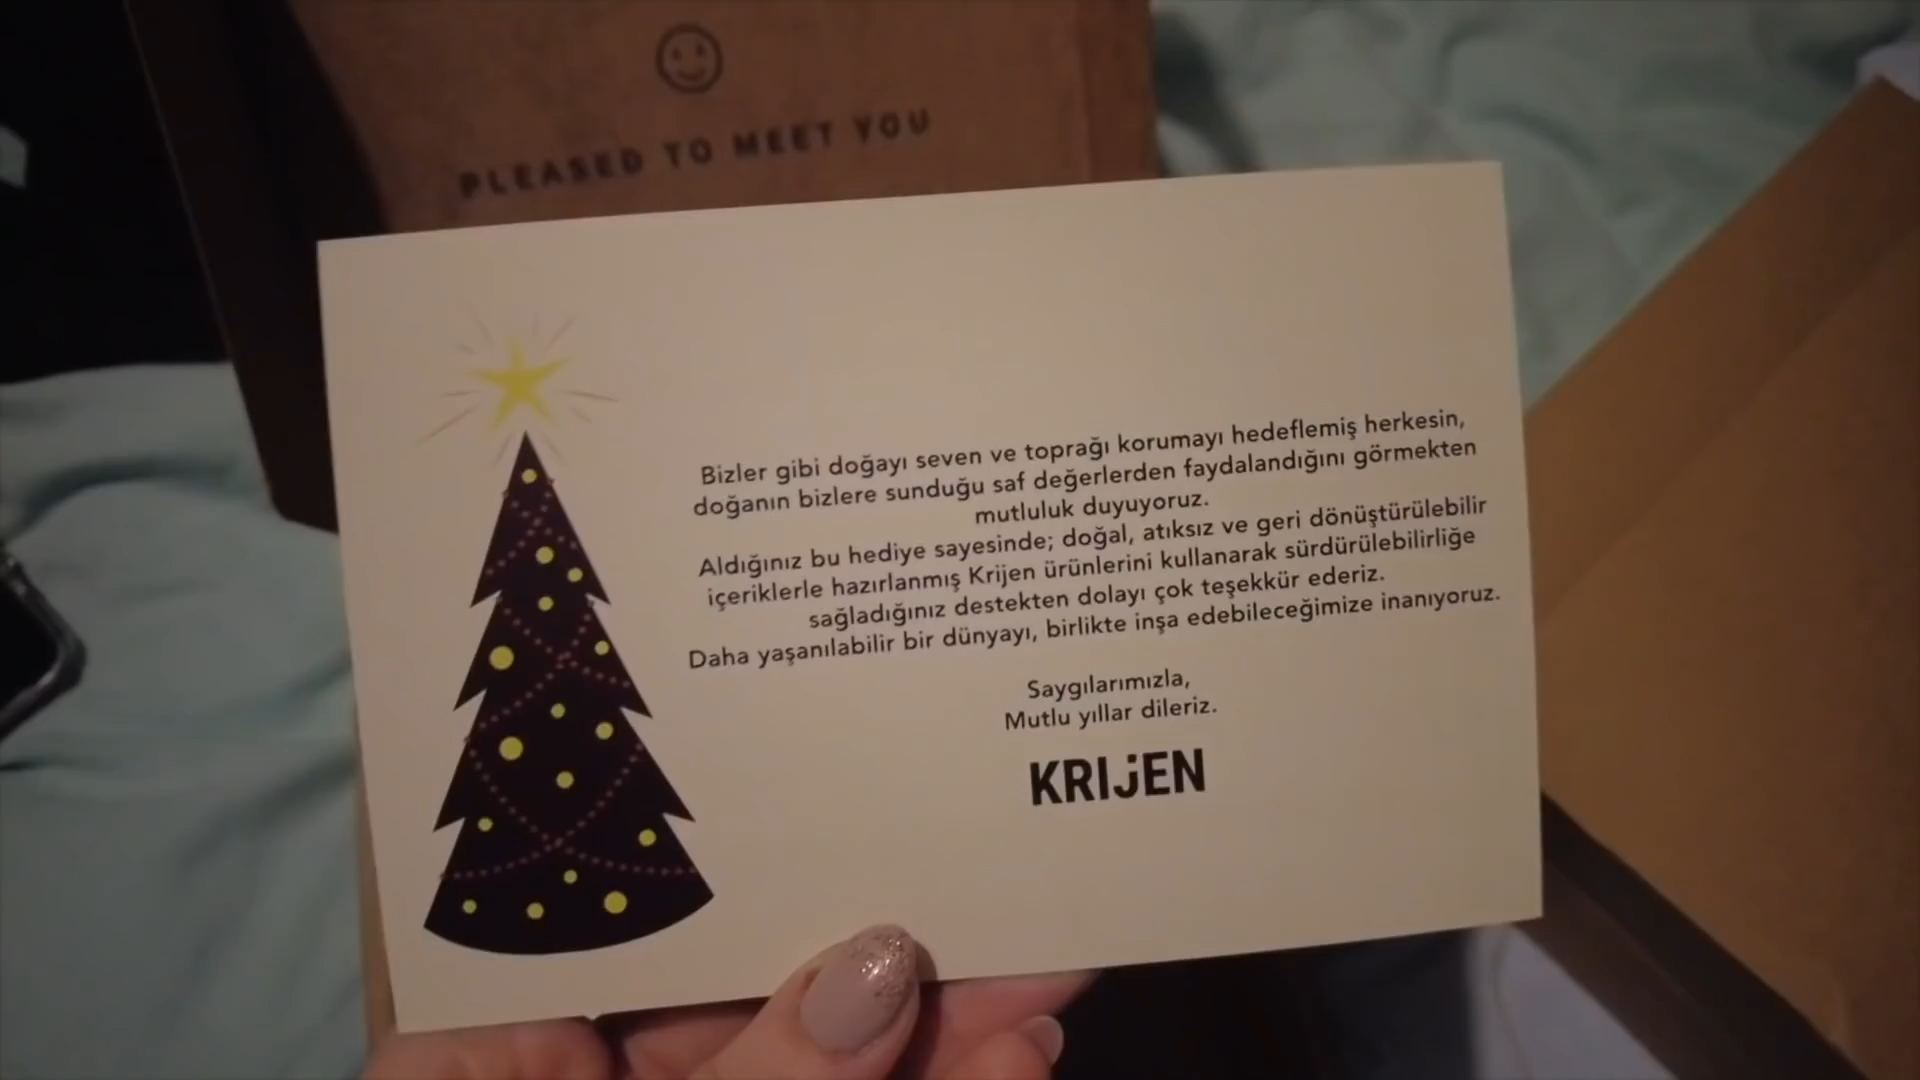 PLEASED TO MEET YOU
Bizler gibi doğayı seven ve toprağı korumayı hedeflemiş herkesin,
doğanın bizlere sunduğu saf değerlerden faydalandığını görmekten
mutluluk duyuyoruz.
Aldığınız bu hediye sayesinde; doğal, atıksız ve geri dönüştürülebilir
içeriklerle hazırlanmış Krijen ürünlerini kullanarak sürdürülebilirliğe
sağladığınız destekten dolayı çok teşekkür ederiz.
Daha yaşanılabilir bir dünyayı, birlikte inşa edebileceğimize inanıyoruz.
Saygılarımızla,
Mutlu yıllar dileriz.
KRIJEN